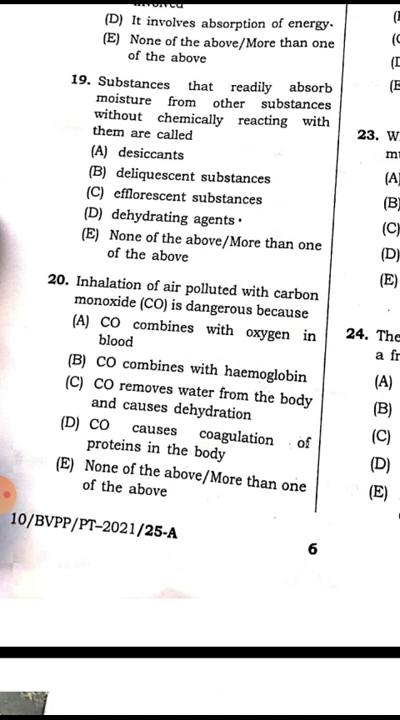 (D) It involves absorption of energy.
(E) None of the above/More than one
of the above
19. Substances that readily absorb
moisture from other substances
without chemically reacting with
them are called
(A) desiccants
(B) deliquescent substances
(C) efflorescent substances
(D) dehydrating agents
(E) None of the above/More than one
of the above
20. Inhalation of air polluted with carbon
monoxide (CO) is dangerous because
(A) CO combines with oxygen in
blood
(B) CO combines with haemoglobin
(C) CO removes water from the body
and causes dehydration
(D) CO causes coagulation of
proteins in the body
(E) None of the above/More than one
of the above
10/BVPP/PT–2021/25-A
6
23.
(A)
(B)
(C)
(D)
(E)
24. The
a
(A)
(B)
(C)
(D)
(E)